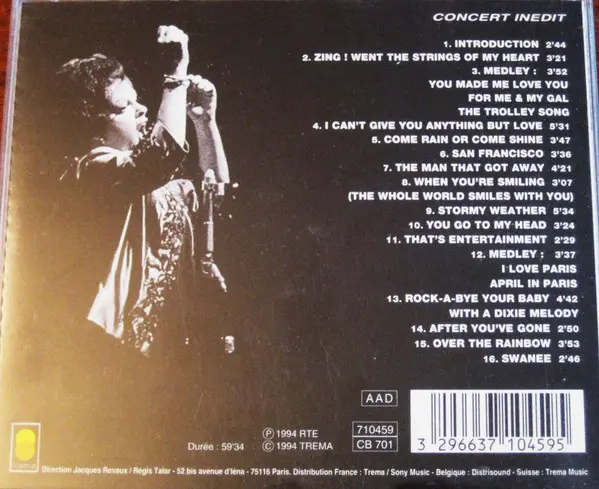 CONCERT INEDIT
1. INTRODUCTION 2'44
2. ZING ! WENT THE STRINGS OF MY HEART 3'21
3. MEDLEY : 3'52
YOU MADE ME LOVE YOU
FOR ME & MY GAL
THE TROLLEY SONG
4. I CAN'T GIVE YOU ANYTHING BUT LOVE 5'31
5. COME RAIN OR COME SHINE 3'47
6. SAN FRANCISCO 3'36
7. THE MAN THAT GOT AWAY 4'21
8. WHEN YOU'RE SMILING 3'07
(THE WHOLE WORLD SMILES WITH YOU)
9. STORMY WEATHER 5'34
10. YOU GO TO MY HEAD 3'24
11. THAT'S ENTERTAINMENT 2'29
12. MEDLEY : 3'37
I LOVE PARIS
APRIL IN PARIS
13. ROCK-A-BYE YOUR BABY 4'42
WITH A DIXIE MELODY
14. AFTER YOU'VE GONE 2'50
15. OVER THE RAINBOW 3'53
16. SWANEE 2'46
AAD
Ⓟ 1994 RTE
Durée : 59'34 © 1994 TREMA
710459
CB 701
3 296637 104595
trema
Direction Jacques Revaux / Régis Talar - 52 bis avenue d'Iéna - 75116 Paris. Distribution France : Trema / Sony Music - Belgique : Distrisound - Suisse : Trema Music